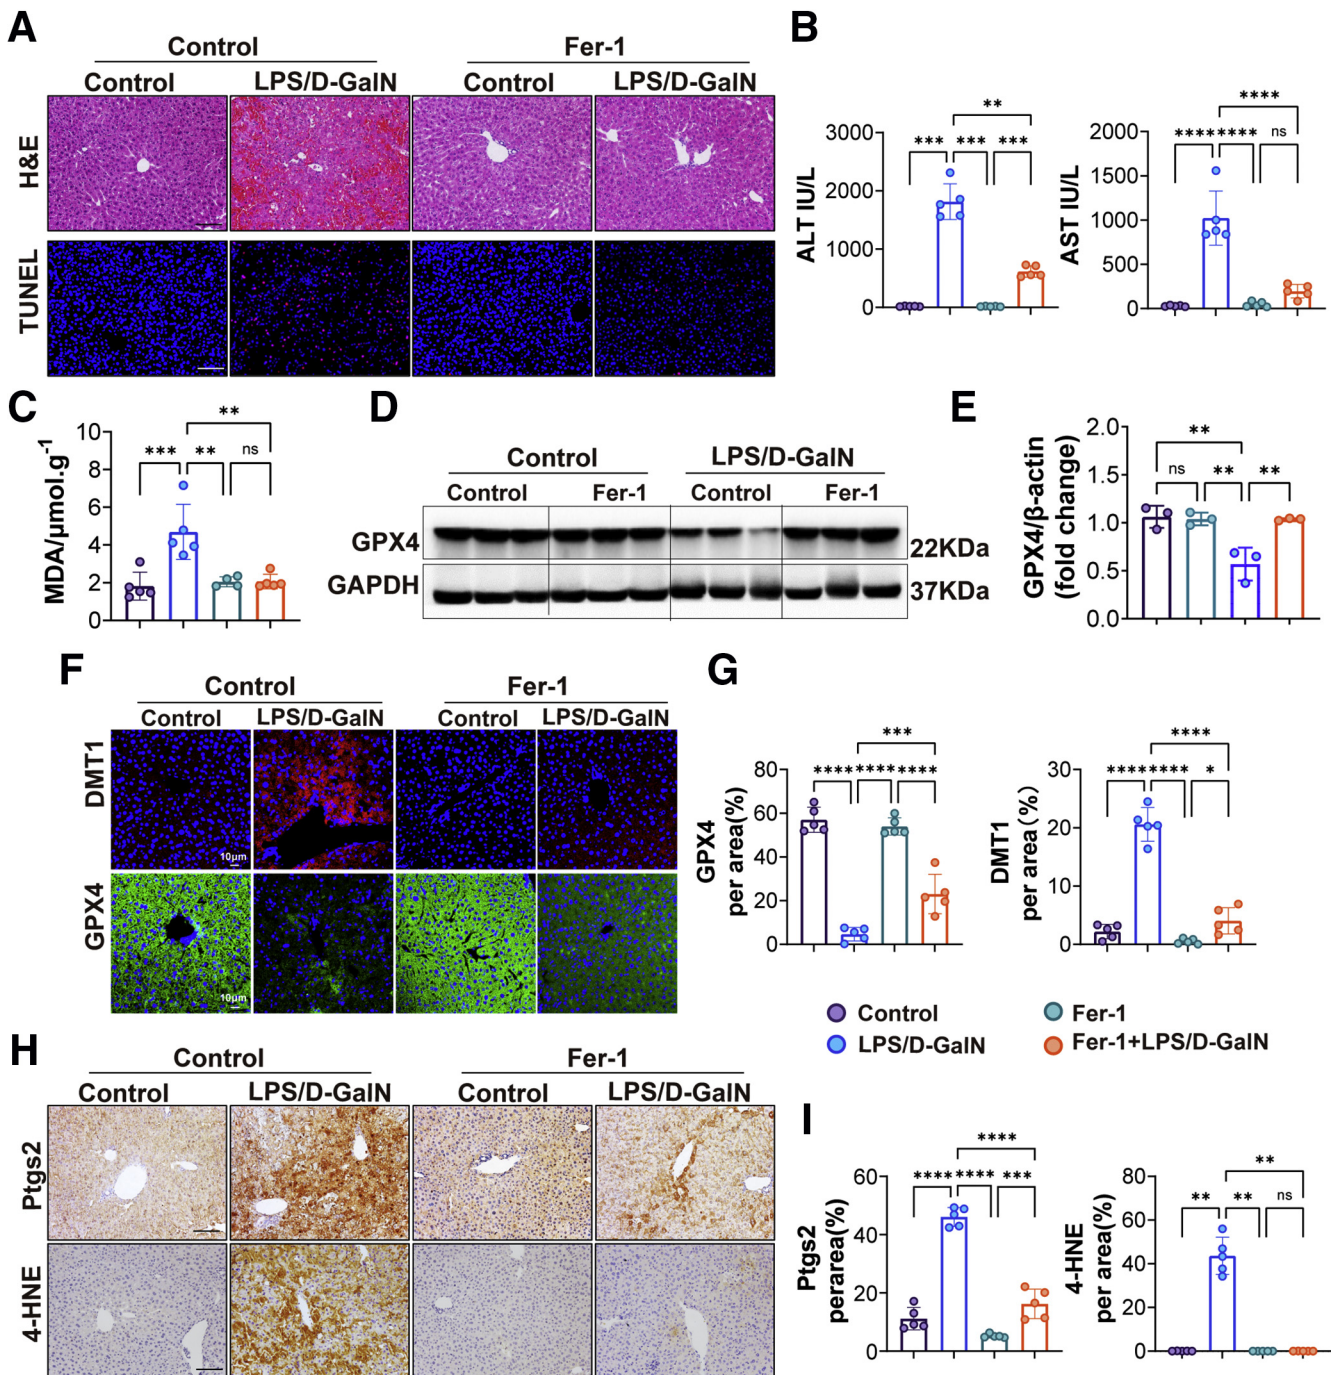 A
Control Fer-1
Control LPS/D-GalN Control LPS/D-GalN
H&E
TUNEL
B
ALT IU/L
3000
2000
1000
0
*** *** ***
**
AST IU/L
2000
1500
1000
500
0
**** **** ns
****
C
MDA/μmol.g-1
10
8
6
4
2
0
*** ** ns
**
D
Control LPS/D-GalN
Control Fer-1 Control Fer-1
GPX4 22KDa
GAPDH 37KDa
E
GPX4/β-actin
(fold change)
2.0
1.5
1.0
0.5
0.0
**
ns ** **
F
Control Fer-1
Control LPS/D-GalN Control LPS/D-GalN
DMT1
10μm
GPX4
10μm
G
GPX4
per area(%)
80
60
40
20
0
***
**** **** ****
DMT1
per area(%)
30
20
10
0
****
**** **** *
Control Fer-1
LPS/D-GalN Fer-1+LPS/D-GalN
H
Control Fer-1
Control LPS/D-GalN Control LPS/D-GalN
Ptgs2
4-HNE
I
Ptgs2
perarea(%)
60
40
20
0
****
**** **** ***
4-HNE
per area(%)
80
60
40
20
0
**
** ** ns